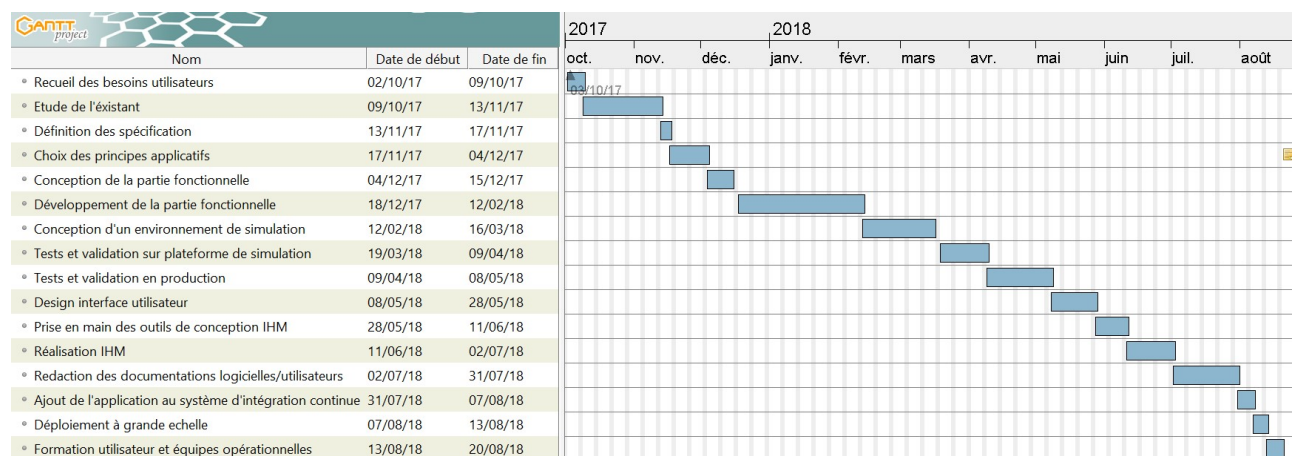 GANTT
project
2017 2018
Nom Date de début Date de fin oct. nov. déc. janv. févr. mars avr. mai juin juil. août
Recueil des besoins utilisateurs 02/10/17 09/10/17
03/10/17
Etude de l'éxistant 09/10/17 13/11/17
Définition des spécification 13/11/17 17/11/17
Choix des principes applicatifs 17/11/17 04/12/17
Conception de la partie fonctionnelle 04/12/17 15/12/17
Développement de la partie fonctionnelle 18/12/17 12/02/18
Conception d'un environnement de simulation 12/02/18 16/03/18
Tests et validation sur plateforme de simulation 19/03/18 09/04/18
Tests et validation en production 09/04/18 08/05/18
Design interface utilisateur 08/05/18 28/05/18
Prise en main des outils de conception IHM 28/05/18 11/06/18
Réalisation IHM 11/06/18 02/07/18
Redaction des documentations logicielles/utilisateurs 02/07/18 31/07/18
Ajout de l'application au système d'intégration continue 31/07/18 07/08/18
Déploiement à grande echelle 07/08/18 13/08/18
Formation utilisateur et équipes opérationnelles 13/08/18 20/08/18